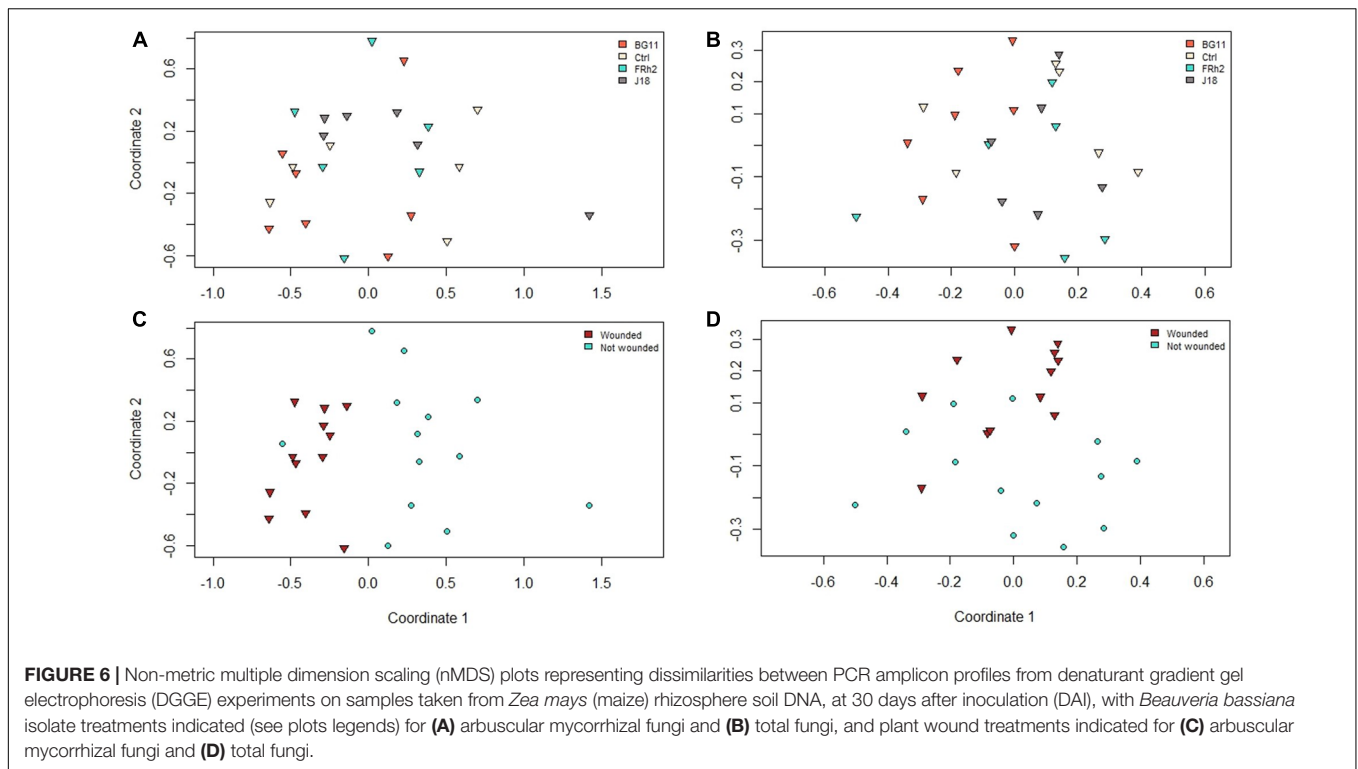 A
B
BG11
Ctrl
FRh2
J18
BG11
Ctrl
FRh2
J18
Coordinate 2
0.6
0.2
-0.2
-0.6
0.3
0.2
0.1
-0.1
-0.3
-1.0 -0.5 0.0 0.5 1.0 1.5
-0.6 -0.4 -0.2 0.0 0.2 0.4 0.6
C
D
Wounded
Not wounded
Wounded
Not wounded
Coordinate 2
0.6
0.2
-0.2
-0.6
0.3
0.2
0.1
-0.1
-0.3
-1.0 -0.5 0.0 0.5 1.0 1.5
-0.6 -0.4 -0.2 0.0 0.2 0.4 0.6
Coordinate 1
Coordinate 1
FIGURE 6 | Non-metric multiple dimension scaling (nMDS) plots representing dissimilarities between PCR amplicon profiles from denaturant gradient gel
electrophoresis (DGGE) experiments on samples taken from Zea mays (maize) rhizosphere soil DNA, at 30 days after inoculation (DAI), with Beauveria bassiana
isolate treatments indicated (see plots legends) for (A) arbuscular mycorrhizal fungi and (B) total fungi, and plant wound treatments indicated for (C) arbuscular
mycorrhizal fungi and (D) total fungi.